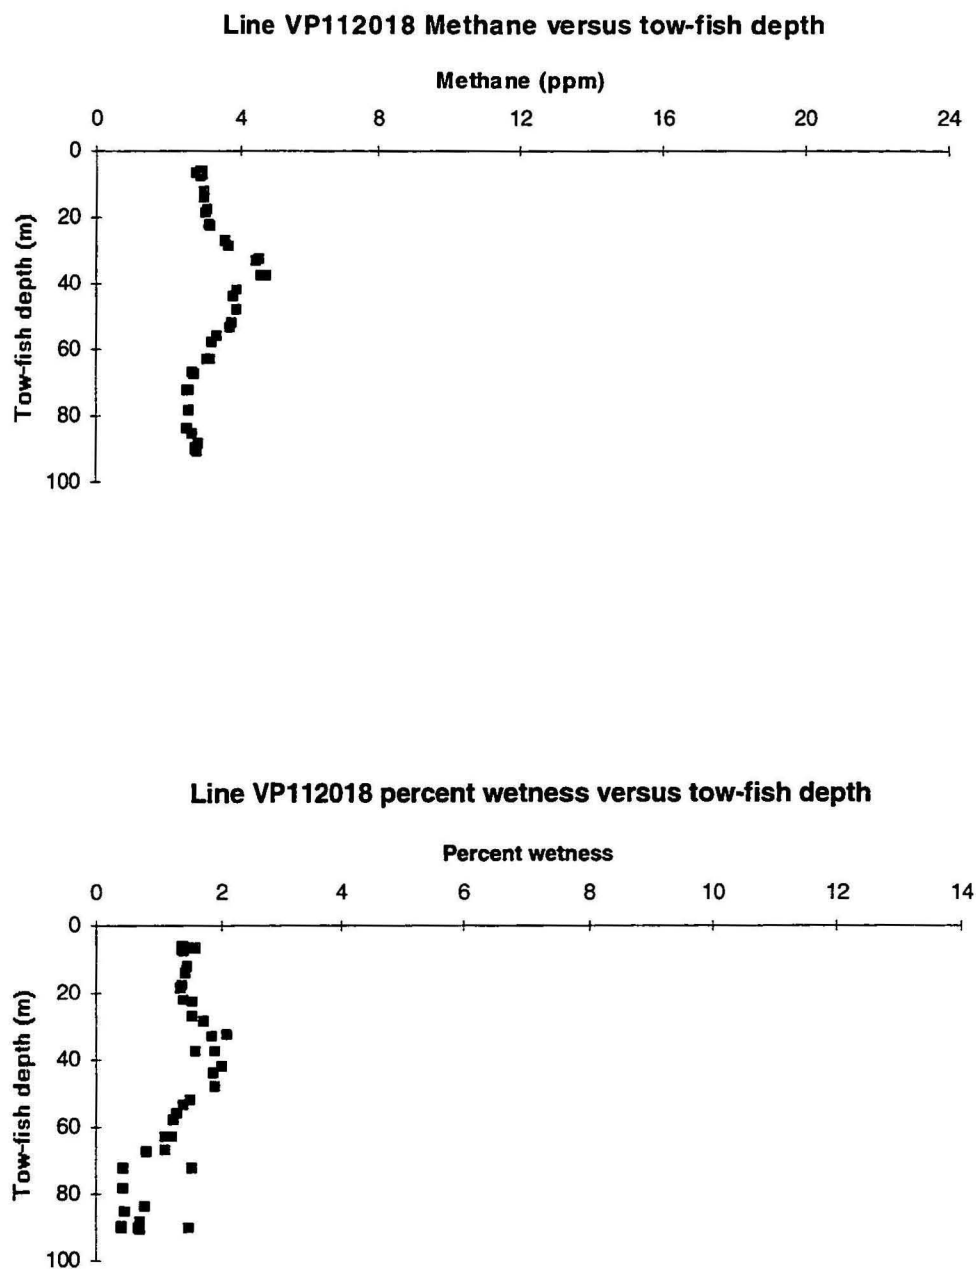 Line VP112018 Methane versus tow-fish depth
Methane (ppm)
0 4 8 12 16 20 24
0
20
40
60
80
100
Tow-fish depth (m)
Line VP112018 percent wetness versus tow-fish depth
Percent wetness
0 2 4 6 8 10 12 14
0
20
40
60
80
100
Tow-fish depth (m)